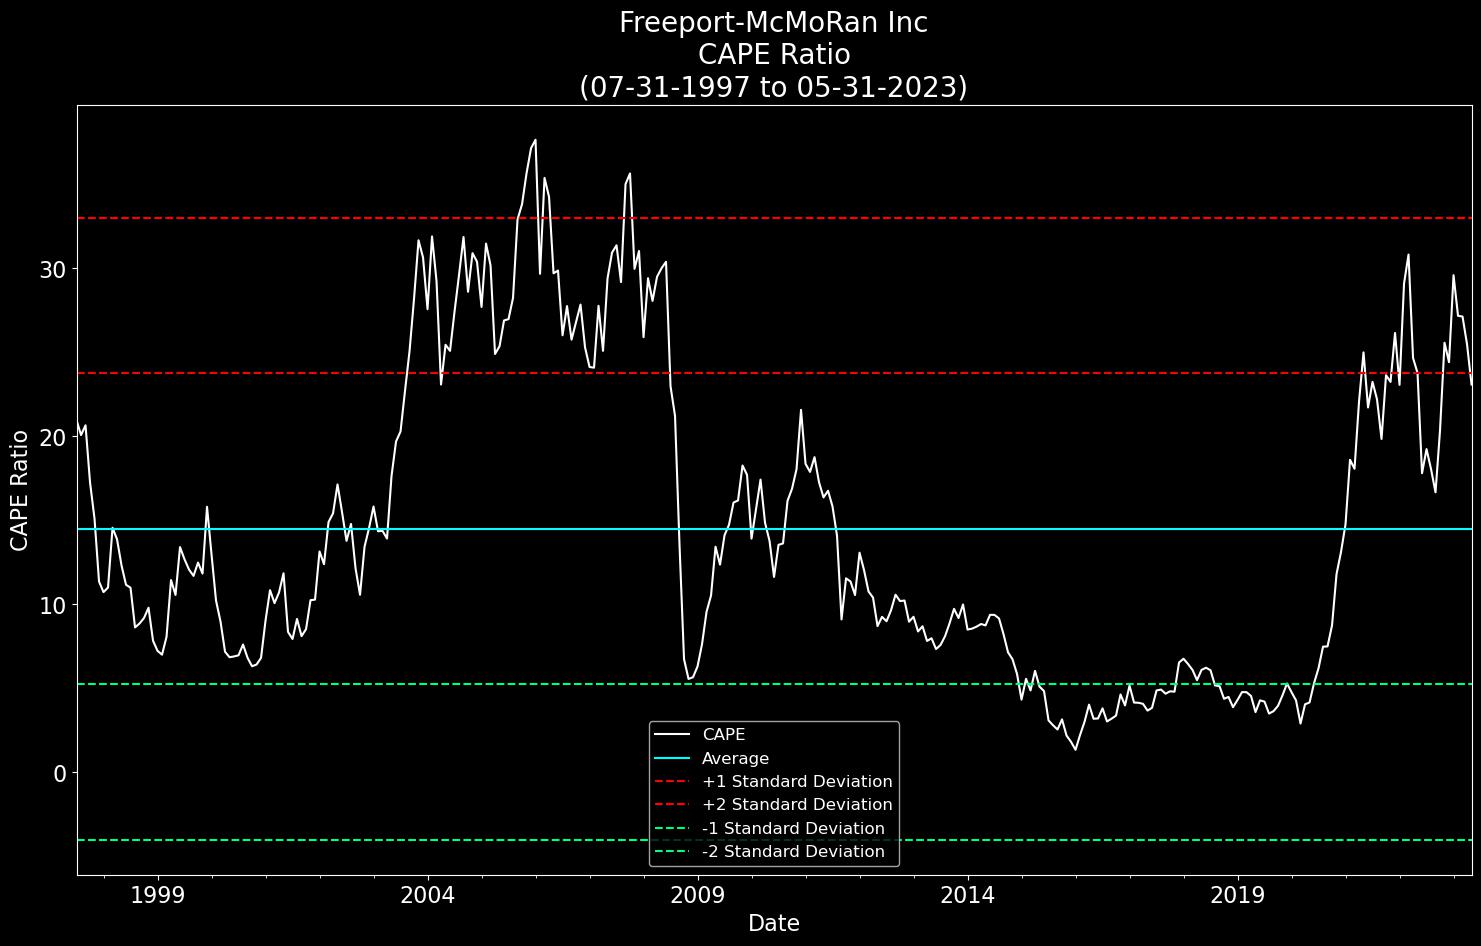 Freeport-McMoRan Inc
CAPE Ratio
(07-31-1997 to 05-31-2023)
CAPE Ratio
30
20
10
0
CAPE
Average
+1 Standard Deviation
+2 Standard Deviation
-1 Standard Deviation
-2 Standard Deviation
1999 2004 2009 2014 2019
Date